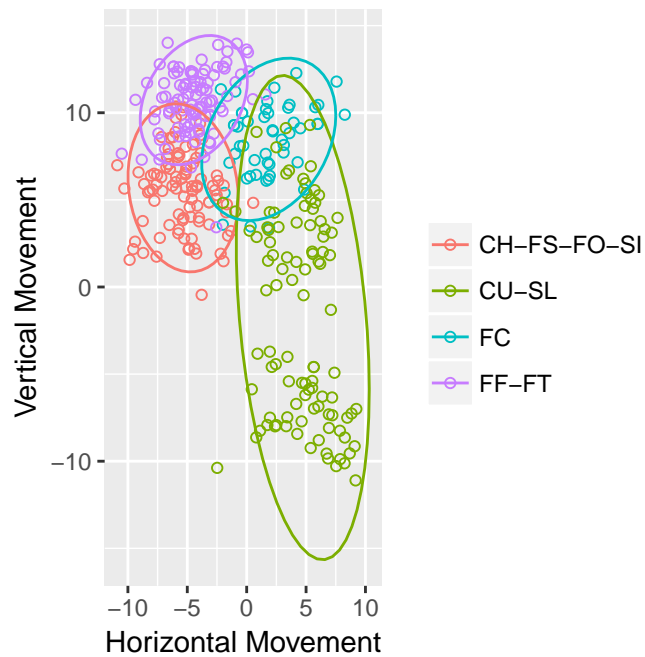 Vertical Movement
10
0
−10
−10
−5
0
5
10
Horizontal Movement
CH−FS−FO−SI
CU−SL
FC
FF−FT